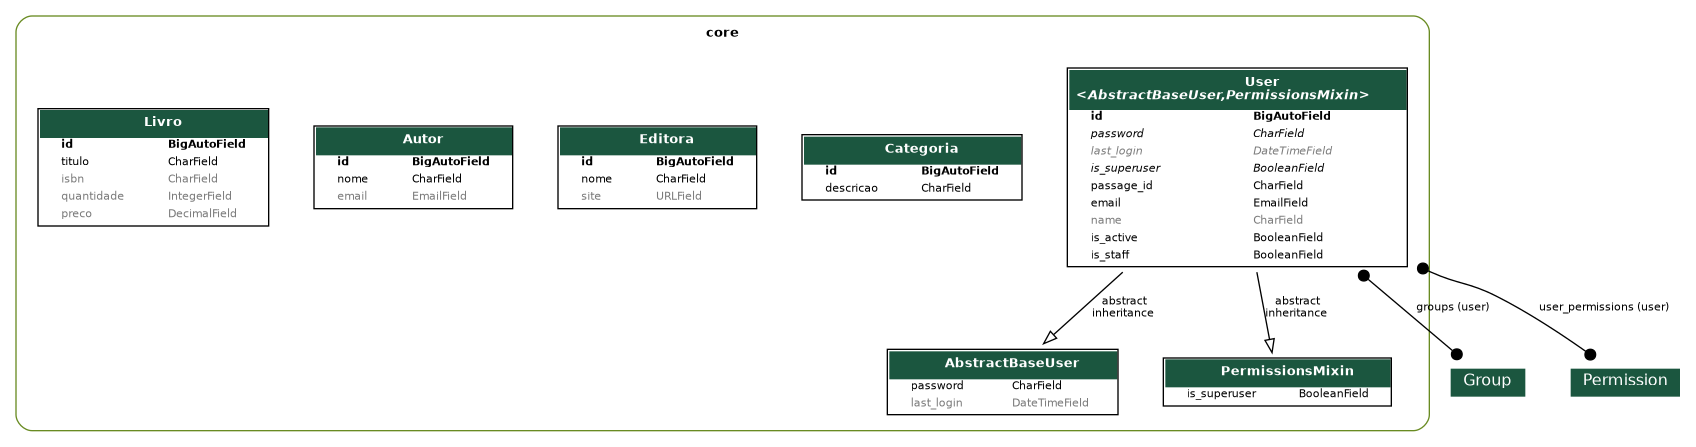 core
Livro
id BigAutoField
titulo CharField
isbn CharField
quantidade IntegerField
preco DecimalField
Autor
id BigAutoField
nome CharField
email EmailField
Editora
id BigAutoField
nome CharField
site URLField
Categoria
id BigAutoField
descricao CharField
User
<AbstractBaseUser,PermissionsMixin>
id BigAutoField
password CharField
last_login DateTimeField
is_superuser BooleanField
passage_id CharField
email EmailField
name CharField
is_active BooleanField
is_staff BooleanField
abstract
inheritance
abstract
inheritance
groups (user)
user_permissions (user)
AbstractBaseUser
password CharField
last_login DateTimeField
PermissionsMixin
is_superuser BooleanField
Group
Permission